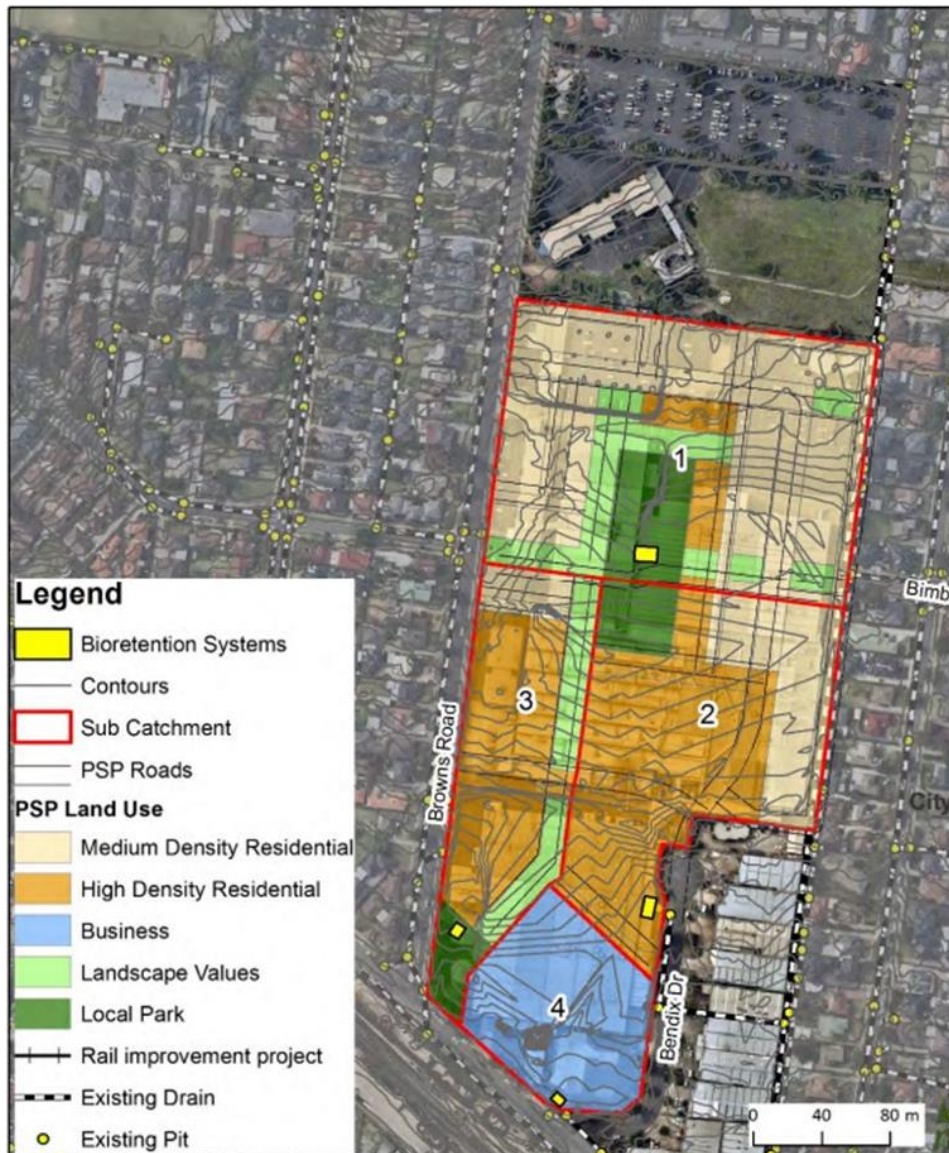 1
Bimb
3
2
Browns Road
City
4
Bendix Dr
Legend
Bioretention Systems
Contours
Sub Catchment
PSP Roads
PSP Land Use
Medium Density Residential
High Density Residential
Business
Landscape Values
Local Park
Rail improvement project
Existing Drain
Existing Pit
0 40 80 m